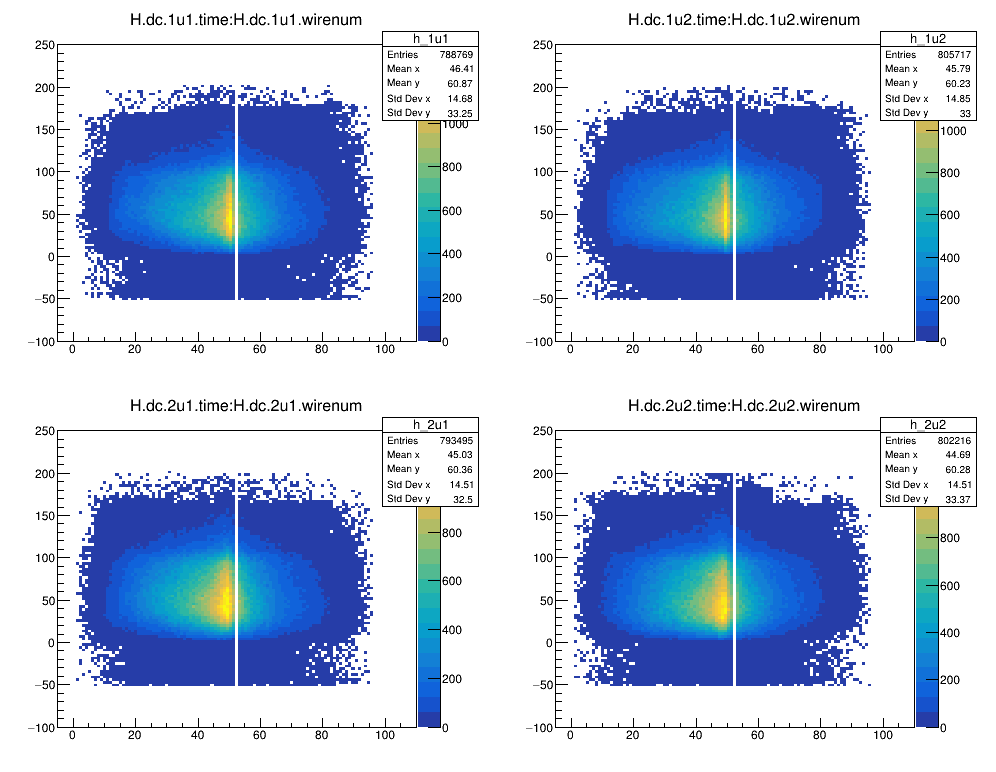 H.dc.1u1.time:H.dc.1u1.wirenum
h_1u1
Entries 788769
Mean x 46.41
Mean y 60.87
Std Dev x 14.68
Std Dev y 33.25
250
200
150
100
50
0
−50
−100
0 20 40 60 80 100
1000
800
600
400
200
0
H.dc.1u2.time:H.dc.1u2.wirenum
h_1u2
Entries 805717
Mean x 45.79
Mean y 60.23
Std Dev x 14.85
Std Dev y 33
250
200
150
100
50
0
−50
−100
0 20 40 60 80 100
1000
800
600
400
200
0
H.dc.2u1.time:H.dc.2u1.wirenum
h_2u1
Entries 793495
Mean x 45.03
Mean y 60.36
Std Dev x 14.51
Std Dev y 32.5
250
200
150
100
50
0
−50
−100
0 20 40 60 80 100
800
600
400
200
0
H.dc.2u2.time:H.dc.2u2.wirenum
h_2u2
Entries 802216
Mean x 44.69
Mean y 60.28
Std Dev x 14.51
Std Dev y 33.37
250
200
150
100
50
0
−50
−100
0 20 40 60 80 100
800
600
400
200
0